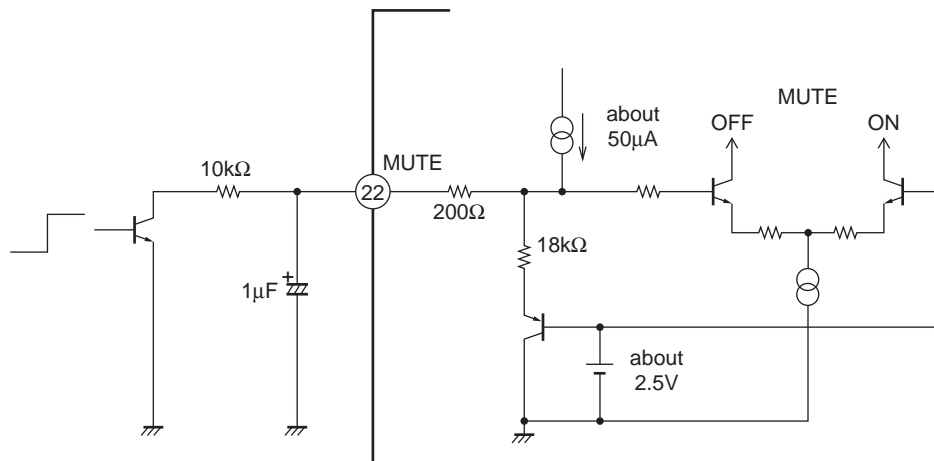 about
50μA
MUTE
OFF
ON
10kΩ
MUTE
22
200Ω
18kΩ
+
1μF
about
2.5V